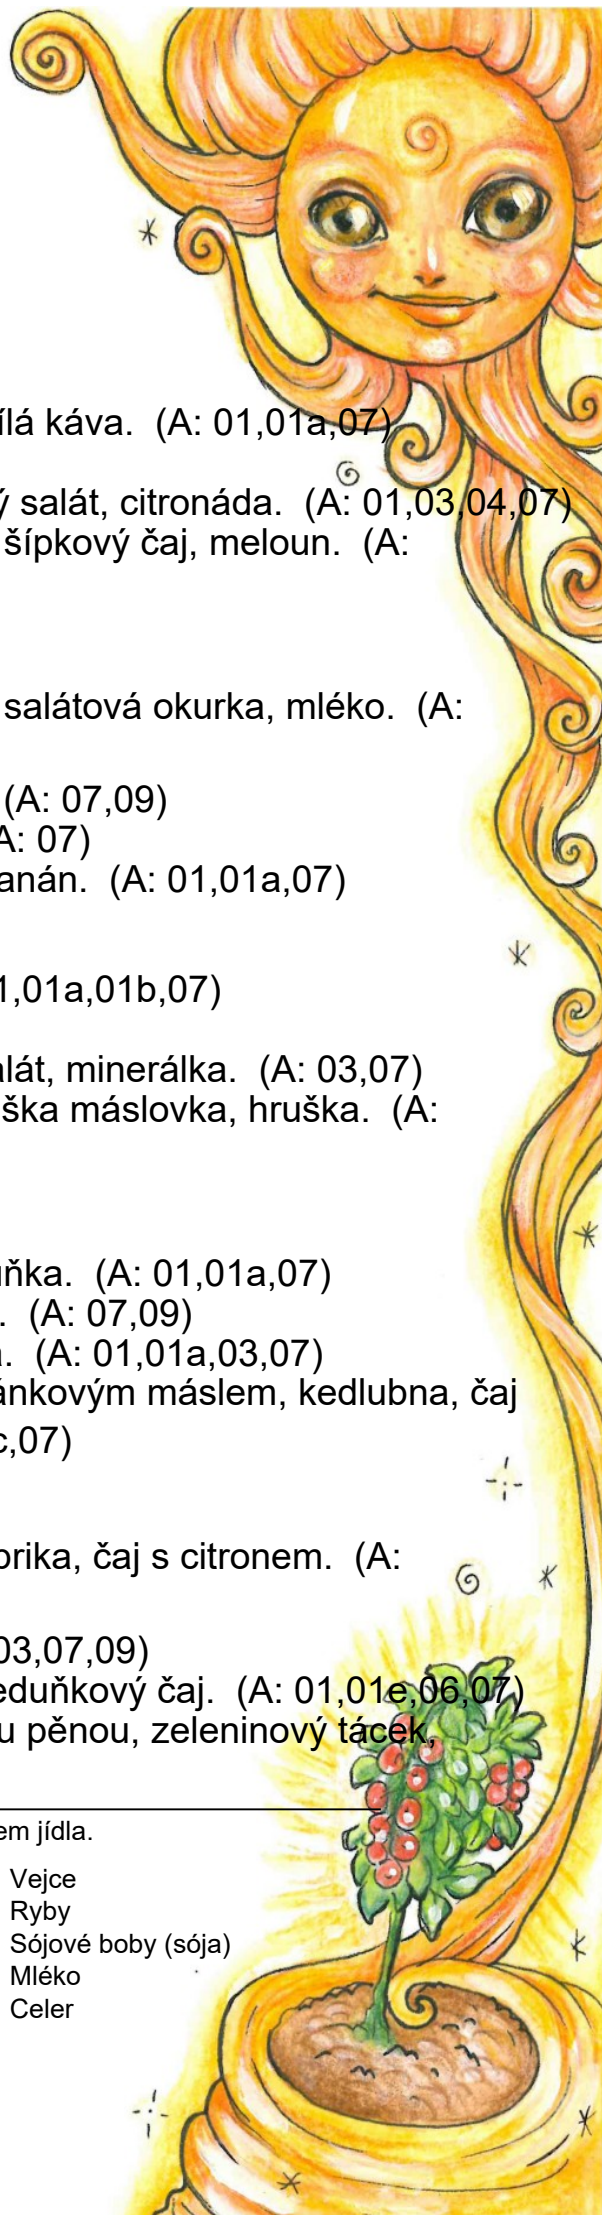 ílá káva. (A: 01,01a,07)
ý salát, citronáda. (A: 01,03,04,07)
šípkový čaj, meloun. (A:
salátová okurka, mléko. (A:
(A: 07,09)
A: 07)
anán. (A: 01,01a,07)
1,01a,01b,07)
alát, minerálka. (A: 03,07)
uška máslovka, hruška. (A:
uňka. (A: 01,01a,07)
. (A: 07,09)
a. (A: 01,01a,03,07)
ánkovým máslem, kedlubna, čaj
c,07)
prika, čaj s citronem. (A:
03,07,09)
eduňkový čaj. (A: 01,01e,06,07)
u pěnou, zeleninový tácek,
em jídla.
Vejce
Ryby
Sójové boby (sója)
Mléko
Celer